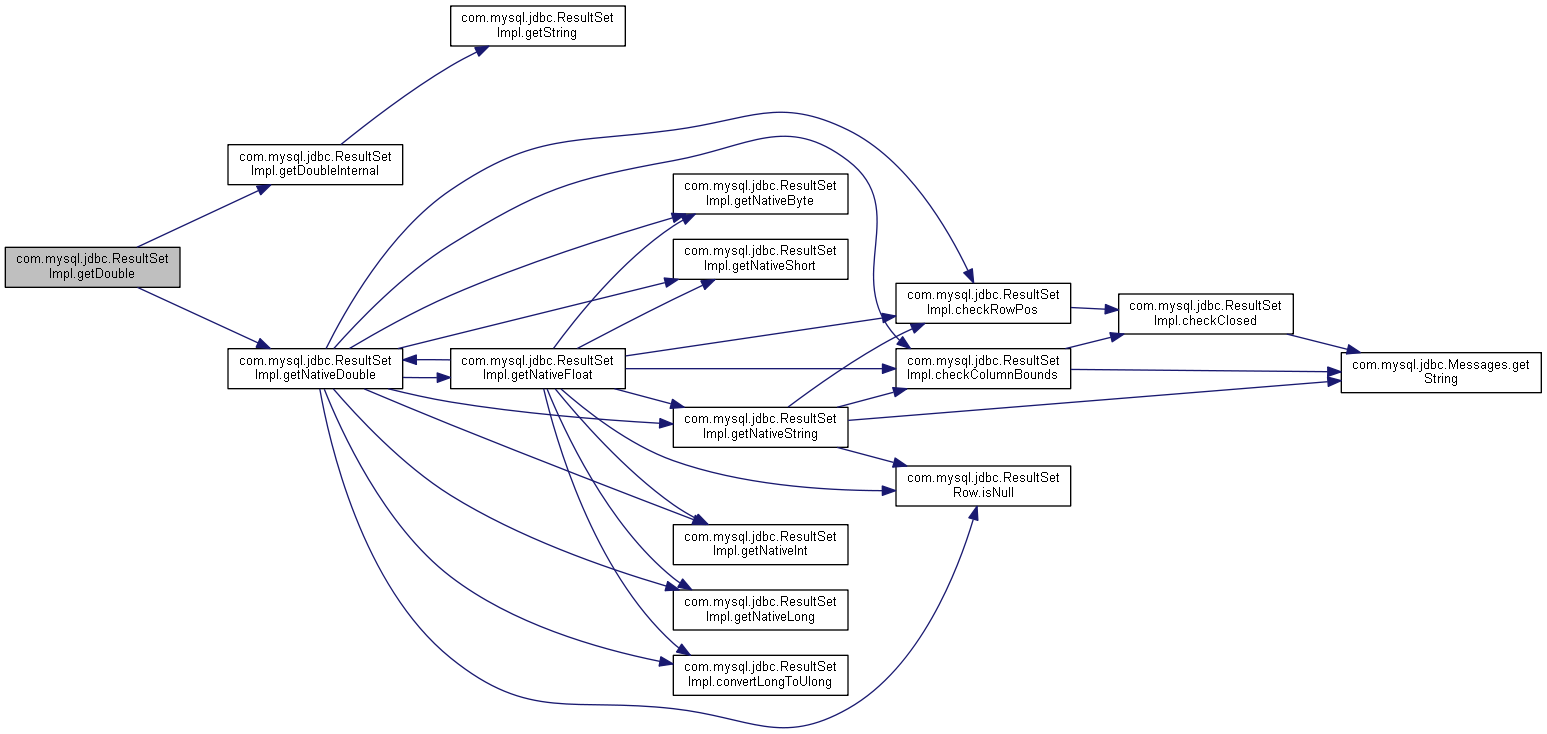 com.mysql.jdbc.ResultSet
Impl.getString
com.mysql.jdbc.ResultSet
Impl.getDoubleInternal
com.mysql.jdbc.ResultSet
Impl.getDouble
com.mysql.jdbc.ResultSet
Impl.getNativeDouble
com.mysql.jdbc.ResultSet
Impl.getNativeFloat
com.mysql.jdbc.ResultSet
Impl.getNativeByte
com.mysql.jdbc.ResultSet
Impl.getNativeShort
com.mysql.jdbc.ResultSet
Impl.getNativeString
com.mysql.jdbc.ResultSet
Impl.getNativeInt
com.mysql.jdbc.ResultSet
Impl.getNativeLong
com.mysql.jdbc.ResultSet
Impl.convertLongToUlong
com.mysql.jdbc.ResultSet
Impl.checkRowPos
com.mysql.jdbc.ResultSet
Impl.checkColumnBounds
com.mysql.jdbc.ResultSet
Row.isNull
com.mysql.jdbc.ResultSet
Impl.checkClosed
com.mysql.jdbc.Messages.get
String